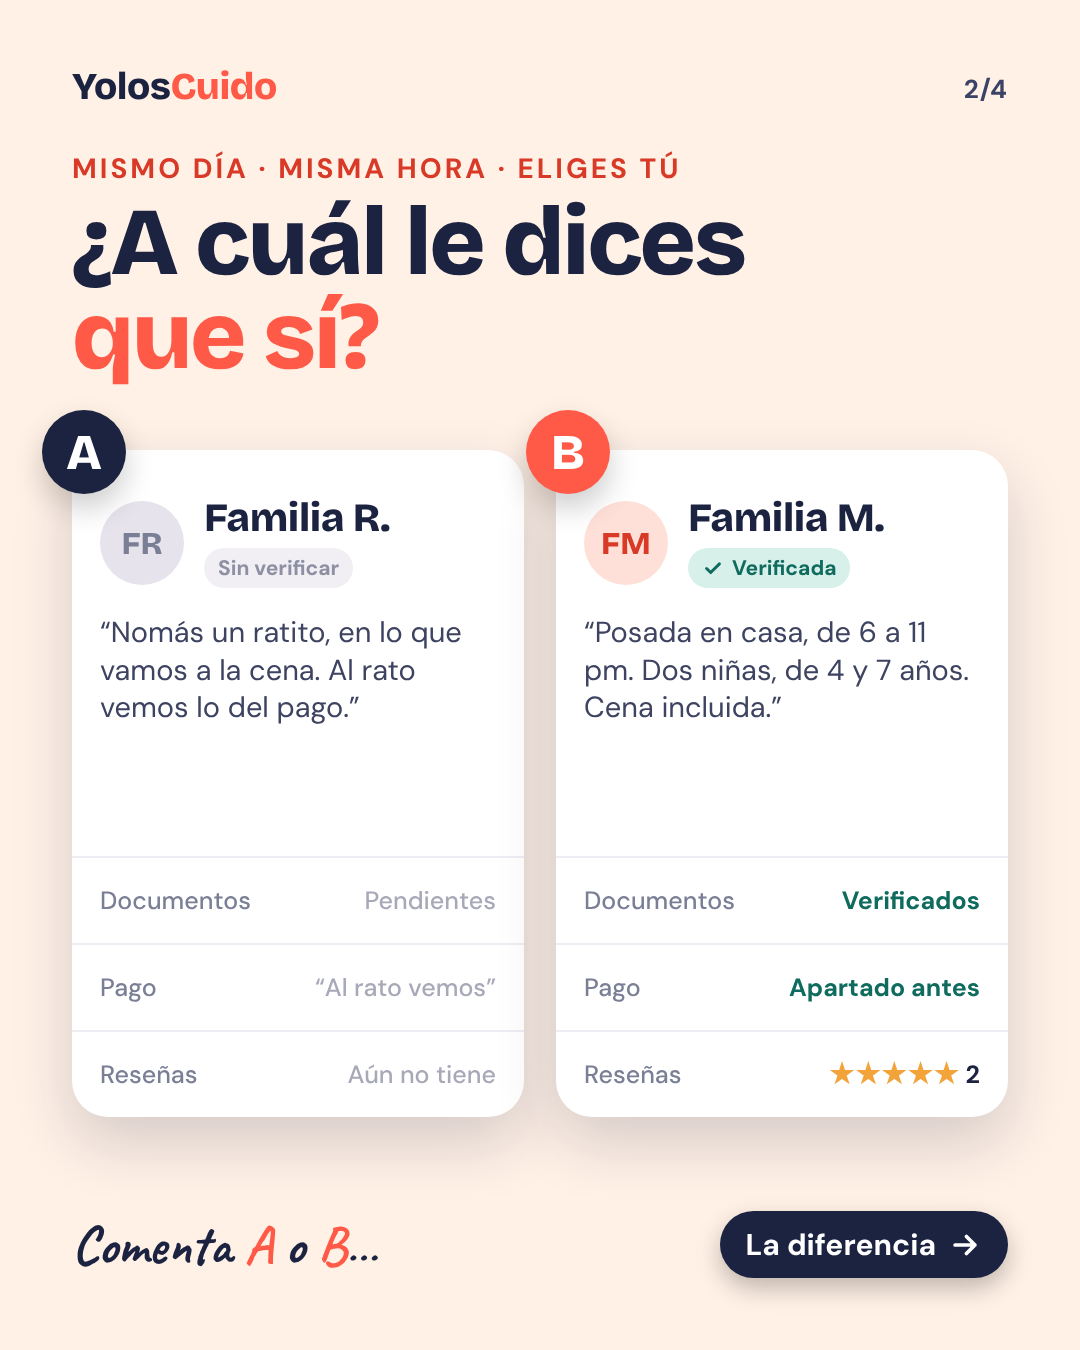 YolosCuido
2/4
MISMO DÍA · MISMA HORA · ELIGES TÚ
¿A cuál le dices
que sí?
A
FR
Familia R.
Sin verificar
“Nomás un ratito, en lo que
vamos a la cena. Al rato
vemos lo del pago.”
Documentos Pendientes
Pago “Al rato vemos”
Reseñas Aún no tiene
B
FM
Familia M.
✓ Verificada
“Posada en casa, de 6 a 11
pm. Dos niñas, de 4 y 7 años.
Cena incluida.”
Documentos Verificados
Pago Apartado antes
Reseñas ★★★★★ 2
Comenta A o B...
La diferencia →